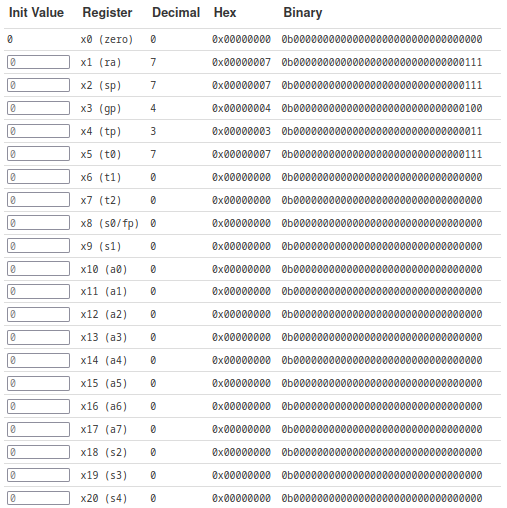 Init Value Register Decimal Hex Binary
0 x0 (zero) 0 0x00000000 0b00000000000000000000000000000000
0 x1 (ra) 7 0x00000007 0b00000000000000000000000000000111
0 x2 (sp) 7 0x00000007 0b00000000000000000000000000000111
0 x3 (gp) 4 0x00000004 0b00000000000000000000000000000100
0 x4 (tp) 3 0x00000003 0b00000000000000000000000000000011
0 x5 (t0) 7 0x00000007 0b00000000000000000000000000000111
0 x6 (t1) 0 0x00000000 0b00000000000000000000000000000000
0 x7 (t2) 0 0x00000000 0b00000000000000000000000000000000
0 x8 (s0/fp) 0 0x00000000 0b00000000000000000000000000000000
0 x9 (s1) 0 0x00000000 0b00000000000000000000000000000000
0 x10 (a0) 0 0x00000000 0b00000000000000000000000000000000
0 x11 (a1) 0 0x00000000 0b00000000000000000000000000000000
0 x12 (a2) 0 0x00000000 0b00000000000000000000000000000000
0 x13 (a3) 0 0x00000000 0b00000000000000000000000000000000
0 x14 (a4) 0 0x00000000 0b00000000000000000000000000000000
0 x15 (a5) 0 0x00000000 0b00000000000000000000000000000000
0 x16 (a6) 0 0x00000000 0b00000000000000000000000000000000
0 x17 (a7) 0 0x00000000 0b00000000000000000000000000000000
0 x18 (s2) 0 0x00000000 0b00000000000000000000000000000000
0 x19 (s3) 0 0x00000000 0b00000000000000000000000000000000
0 x20 (s4) 0 0x00000000 0b00000000000000000000000000000000